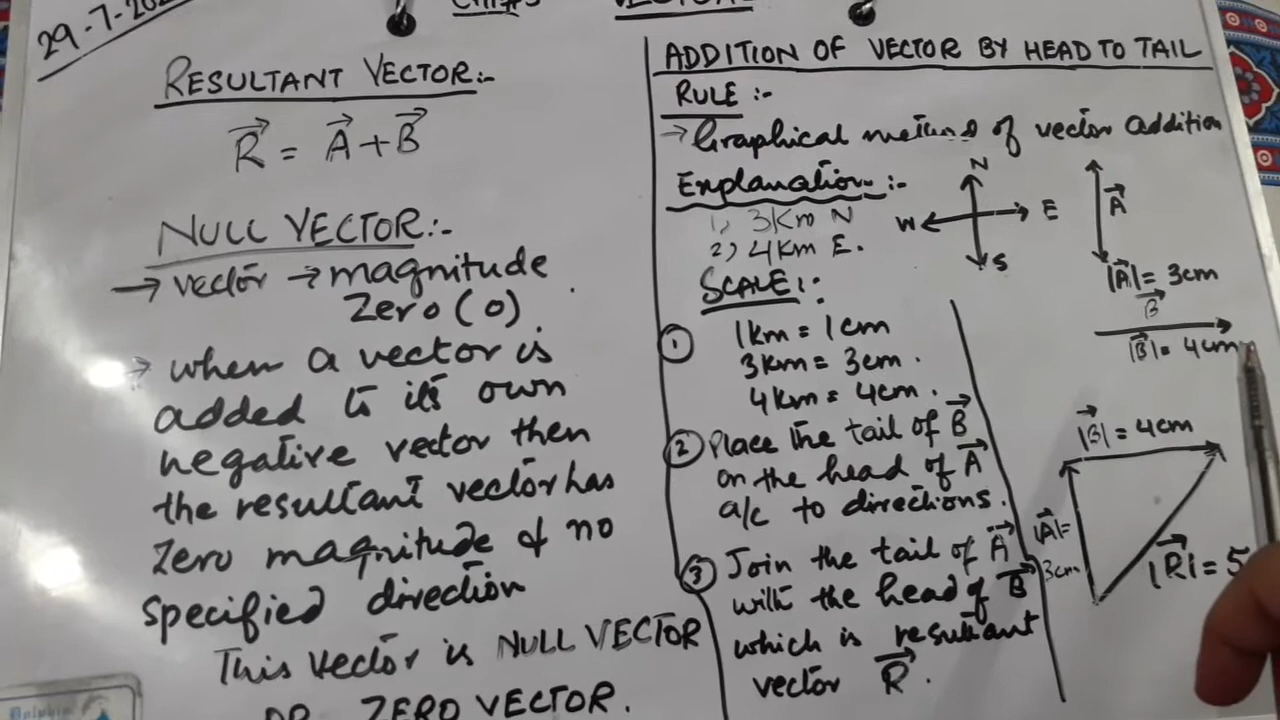 29-7-20
VECTOR
RESULTANT VECTOR:-
R⃗ = A⃗ + B⃗
NULL VECTOR:-
→ vector → magnitude
Zero (0).
→ when a vector is
added to its own
negative vector then
the resultant vector has
zero magnitude & no
specified direction
This vector is NULL VECTOR
OR ZERO VECTOR.
ADDITION OF VECTOR BY HEAD TO TAIL
RULE :-
→ Graphical method of vector addition
Explanation :-
1) 3Km N
2) 4Km E.
N
W
E
S
A⃗
|A⃗| = 3cm
B⃗
|B⃗| = 4cm
SCALE :-
① 1km = 1cm
3km = 3cm.
4km = 4cm.
② Place the tail of B⃗
on the head of A⃗
a/c to directions.
③ Join the tail of A⃗
with the head of B⃗
which is resultant
vector R⃗.
|B⃗| = 4cm
|A⃗| =
3cm
|R⃗| = 5